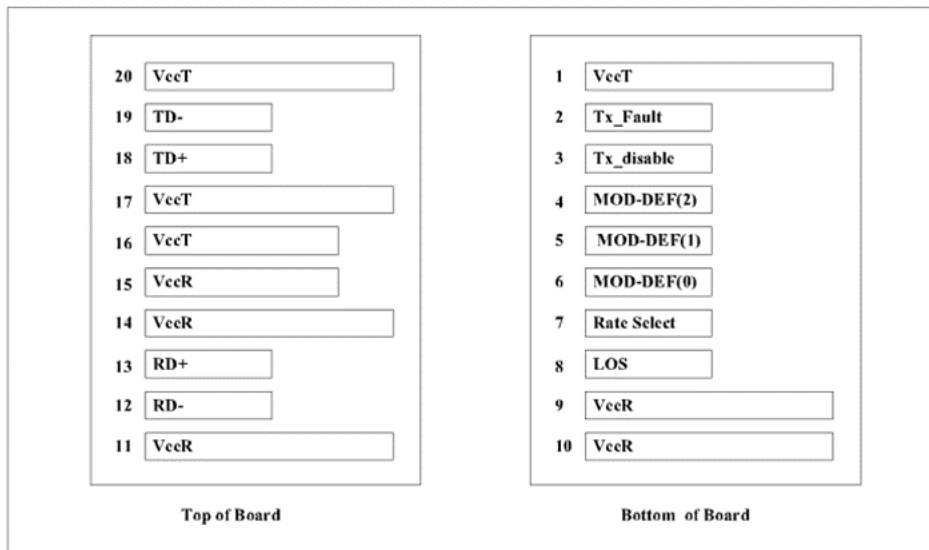 20 VeeT
19 TD-
18 TD+
17 VeeT
16 VccT
15 VccR
14 VeeR
13 RD+
12 RD-
11 VeeR
Top of Board
1 VeeT
2 Tx_Fault
3 Tx_disable
4 MOD-DEF(2)
5 MOD-DEF(1)
6 MOD-DEF(0)
7 Rate Select
8 LOS
9 VeeR
10 VeeR
Bottom of Board